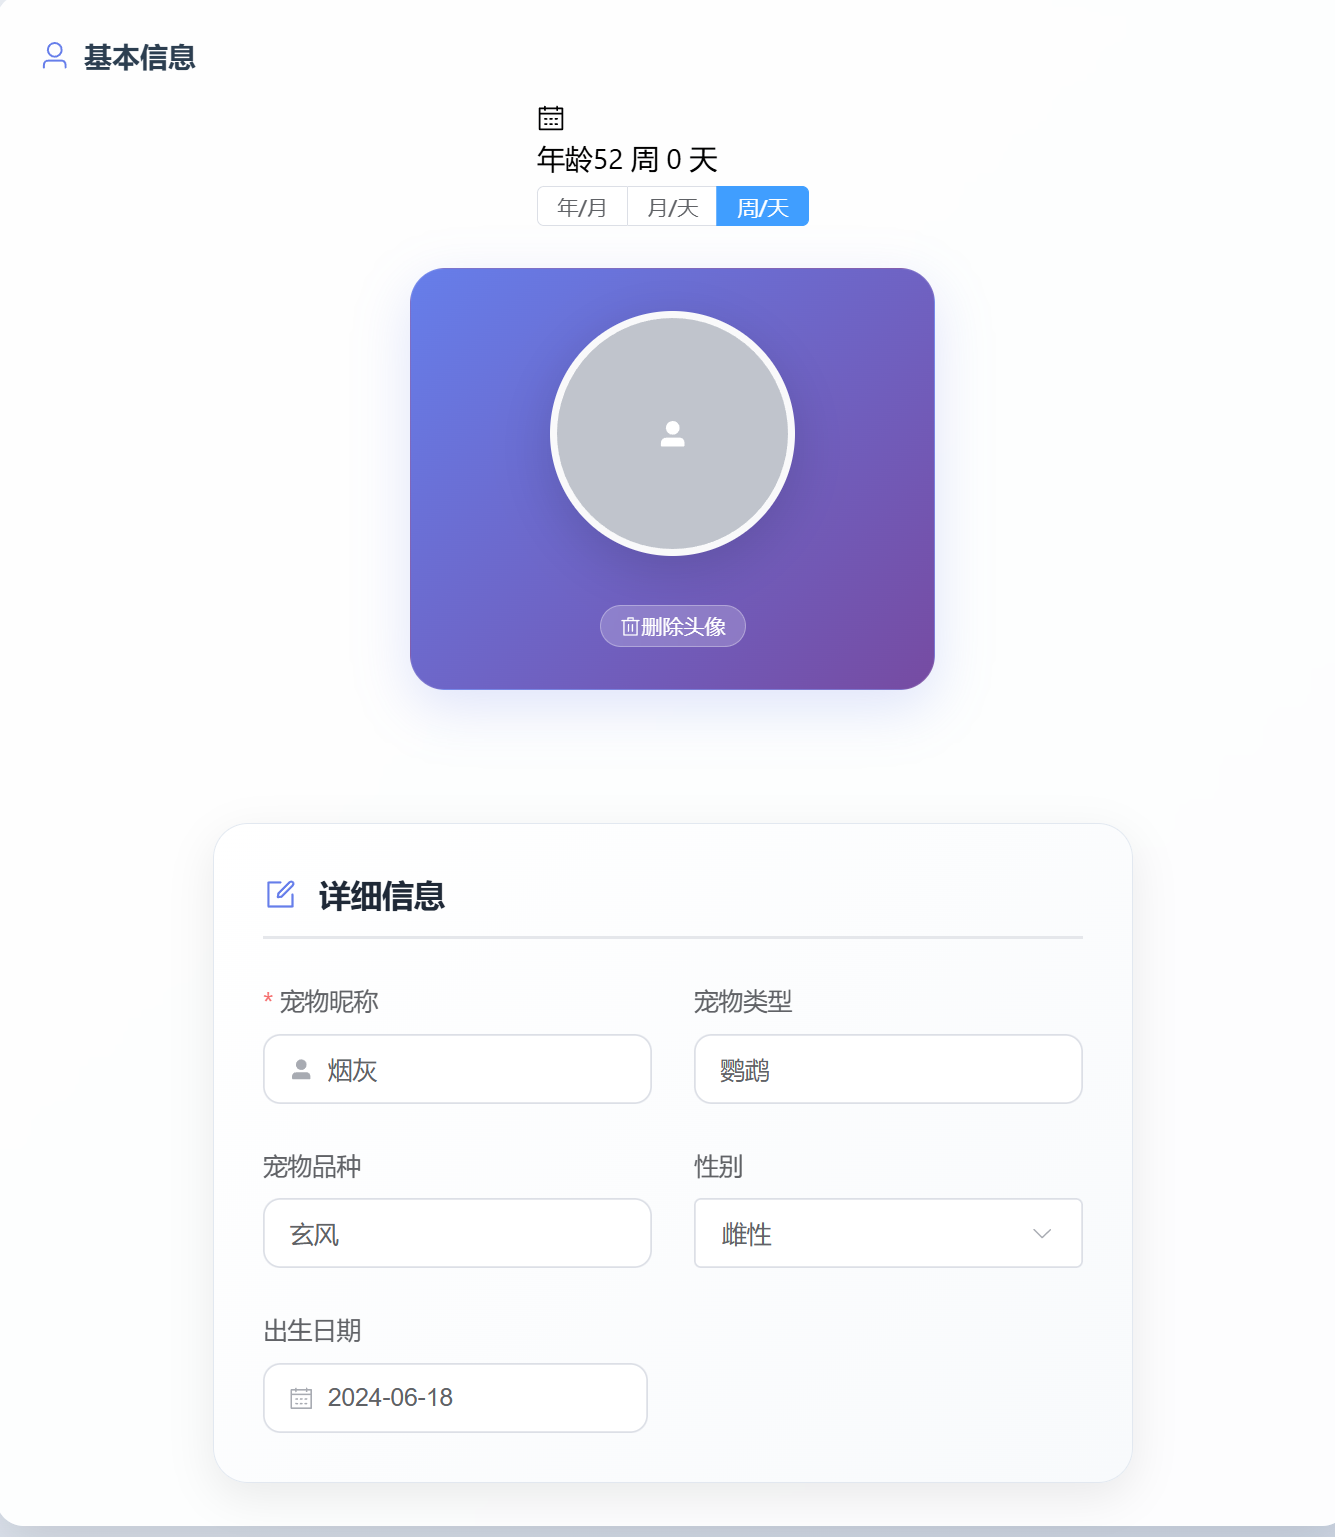 基本信息
年龄52 周 0 天
年/月 月/天 周/天
删除头像
详细信息
* 宠物昵称 宠物类型
烟灰 鹦鹉
宠物品种 性别
玄风 雌性
出生日期
2024-06-18